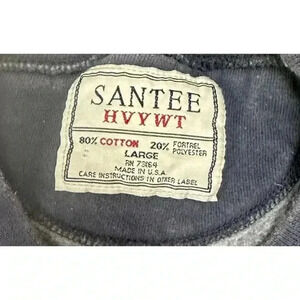 SANTEE
HVYWT
80% COTTON 20% FORTREL POLYESTER
LARGE
RN 73164
MADE IN U.S.A.
CARE INSTRUCTIONS IN OTHER LABEL